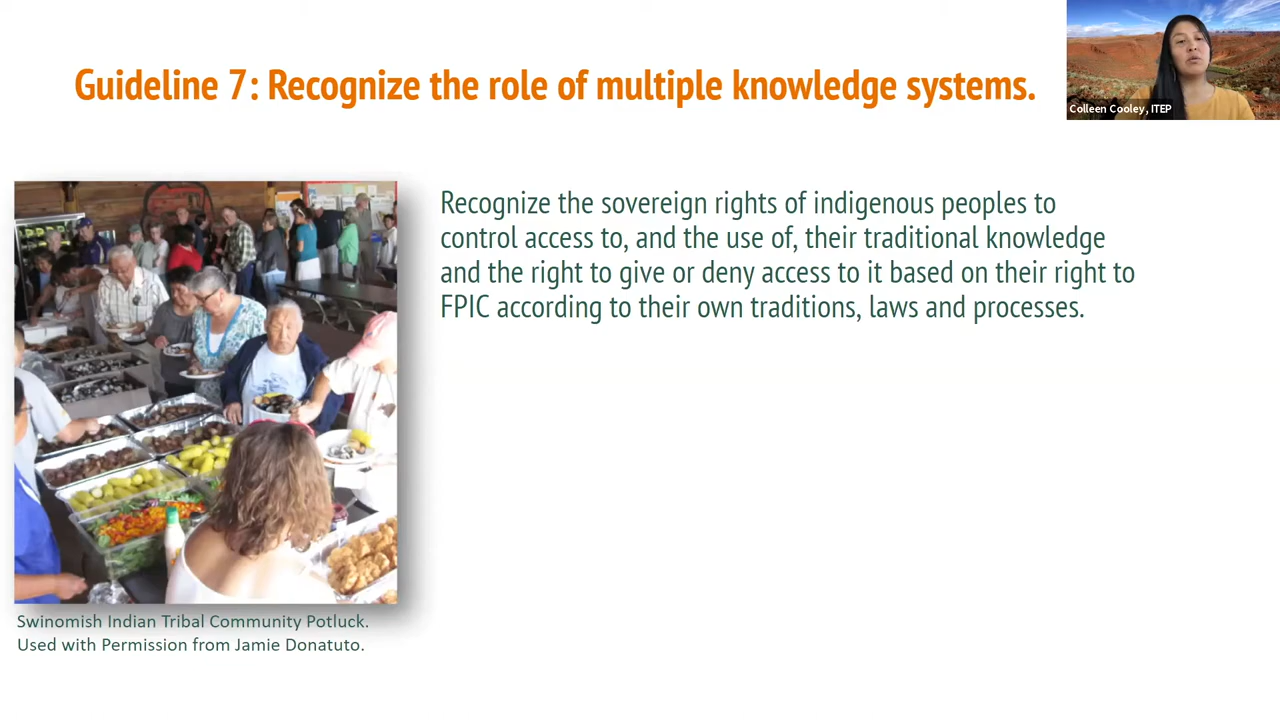 Guideline 7: Recognize the role of multiple knowledge systems.
Colleen Cooley, ITEP
Recognize the sovereign rights of indigenous peoples to
control access to, and the use of, their traditional knowledge
and the right to give or deny access to it based on their right to
FPIC according to their own traditions, laws and processes.
Swinomish Indian Tribal Community Potluck.
Used with Permission from Jamie Donatuto.